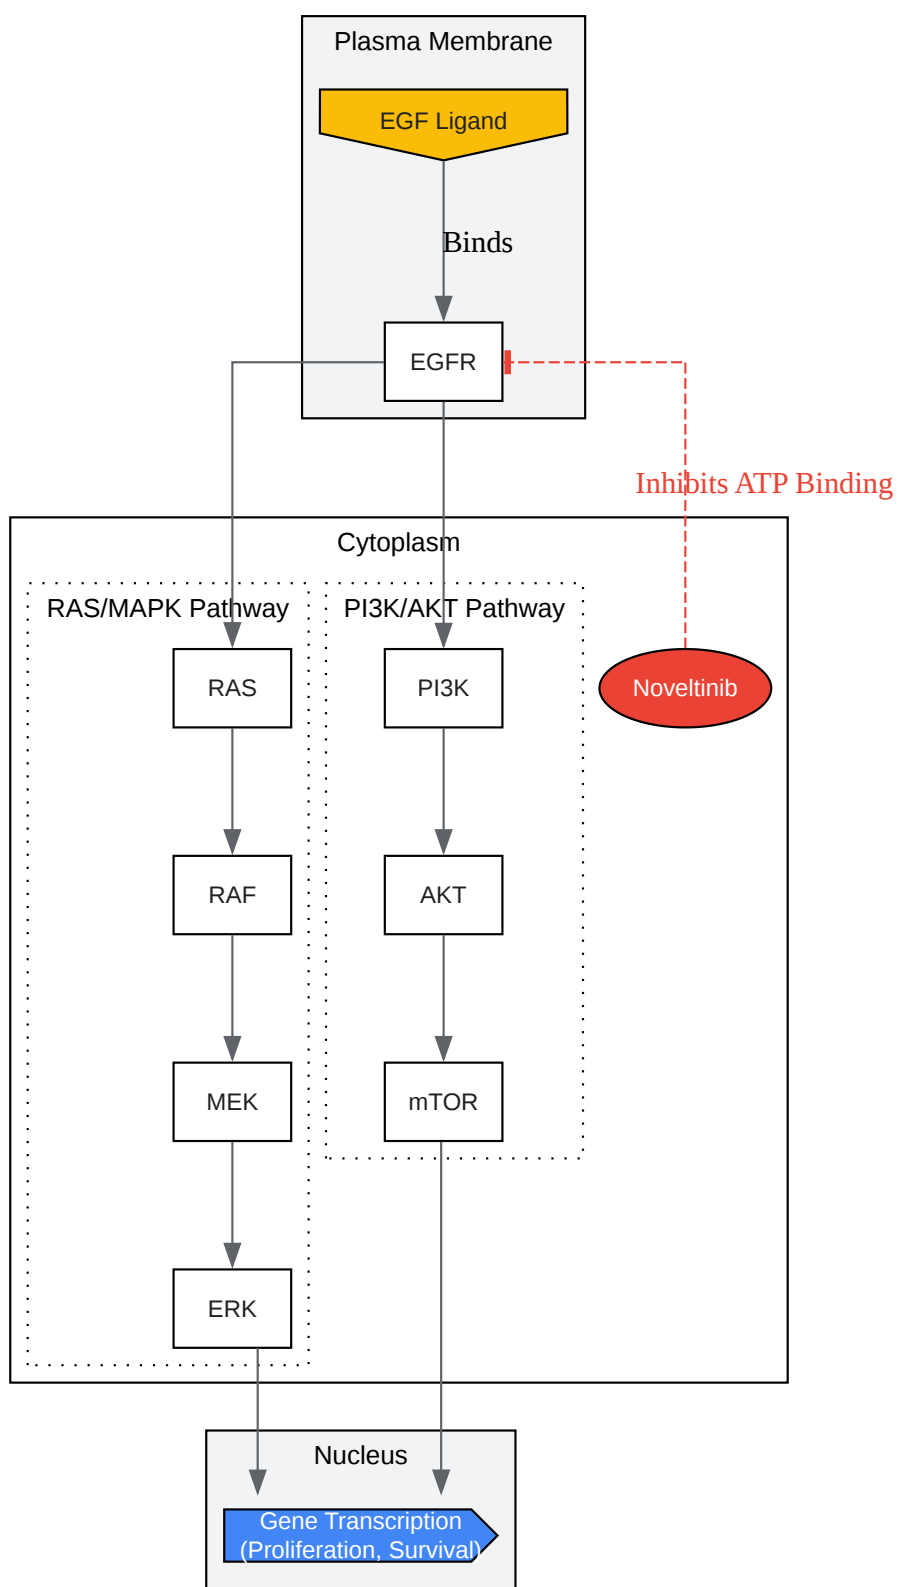 Plasma Membrane
EGF Ligand
Binds
EGFR
Inhibits ATP Binding
Cytoplasm
RAS/MAPK Pathway
PI3K/AKT Pathway
RAS
PI3K
Noveltinib
RAF
AKT
MEK
mTOR
ERK
Nucleus
Gene Transcription
(Proliferation, Survival)